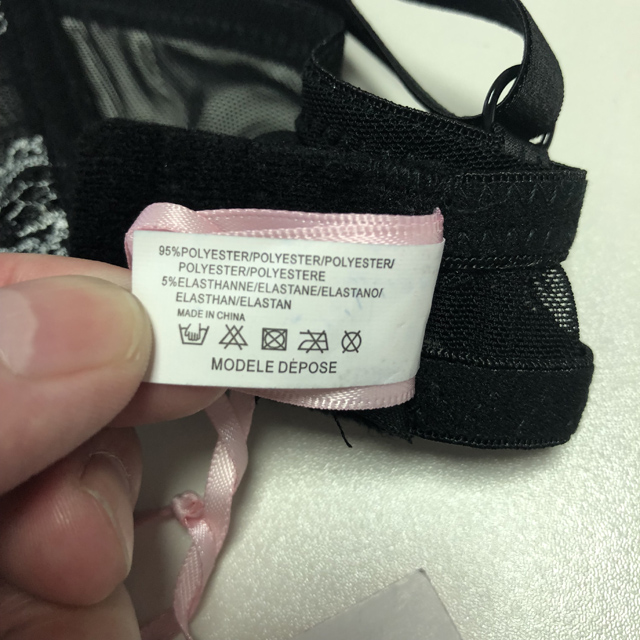 95%POLYESTER/POLYESTER/POLYESTER/
POLYESTER/POLYESTERE
5%ELASTHANNE/ELASTANE/ELASTANO/
ELASTHAN/ELASTAN
MADE IN CHINA
MODELE DÉPOSE